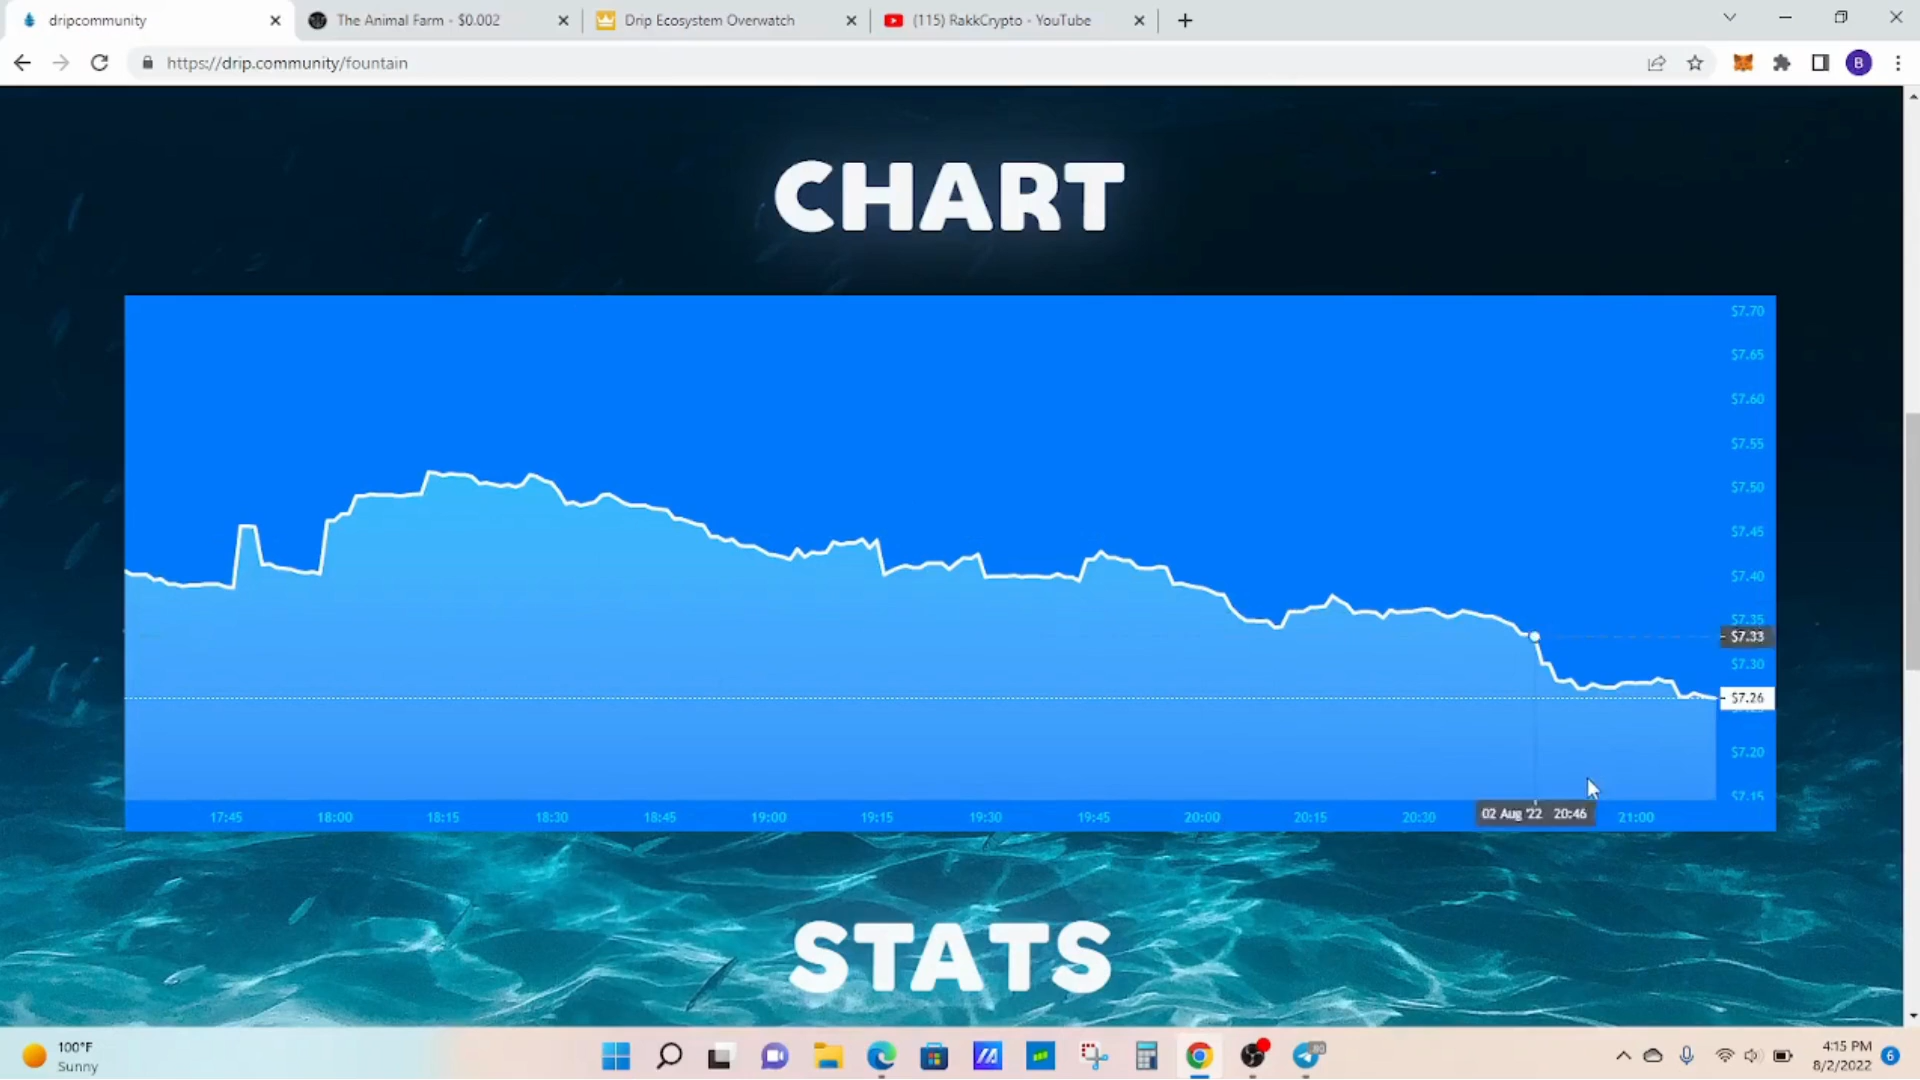 dripcommunity
The Animal Farm - $0.002
Drip Ecosystem Overwatch
(115) RakkCrypto - YouTube
https://drip.community/fountain
B
CHART
$7.70
$7.65
$7.60
$7.55
$7.50
$7.45
$7.40
$7.35
$7.33
$7.30
$7.26
$7.20
$7.15
17:45
18:00
18:15
18:30
18:45
19:00
19:15
19:30
19:45
20:00
20:15
20:30
02 Aug '22 20:46
21:00
STATS
100°F
Sunny
4:15 PM
8/2/2022
6